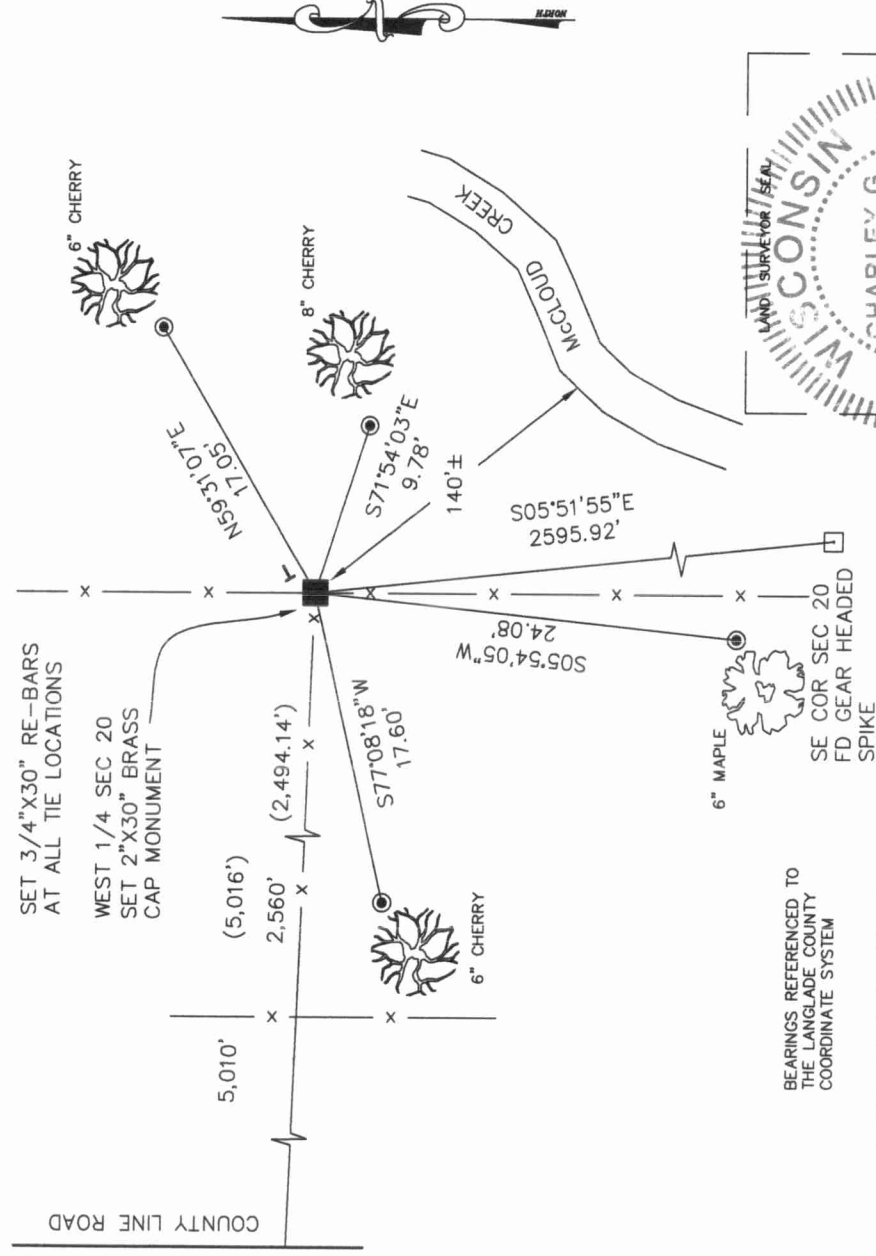 NORTH
SET 3/4"X30" RE-BARS
AT ALL TIE LOCATIONS
WEST 1/4 SEC 20
SET 2"X30" BRASS
CAP MONUMENT
6" CHERRY
N59°31'07"E
17.05'
8" CHERRY
S71°54'03"E
9.78'
McCLOUD CREEK
140'±
(5,016')
2,560'
(2,494.14')
5,010'
COUNTY LINE ROAD
S77°08'18"W
17.60'
6" CHERRY
S05°54'05"W
24.08'
S05°51'55"E
2595.92'
6" MAPLE
SE COR SEC 20
FD GEAR HEADED
SPIKE
BEARINGS REFERENCED TO
THE LANGLADE COUNTY
COORDINATE SYSTEM
LAND SURVEYOR SEAL
WISCONSIN
CHARLEY G.